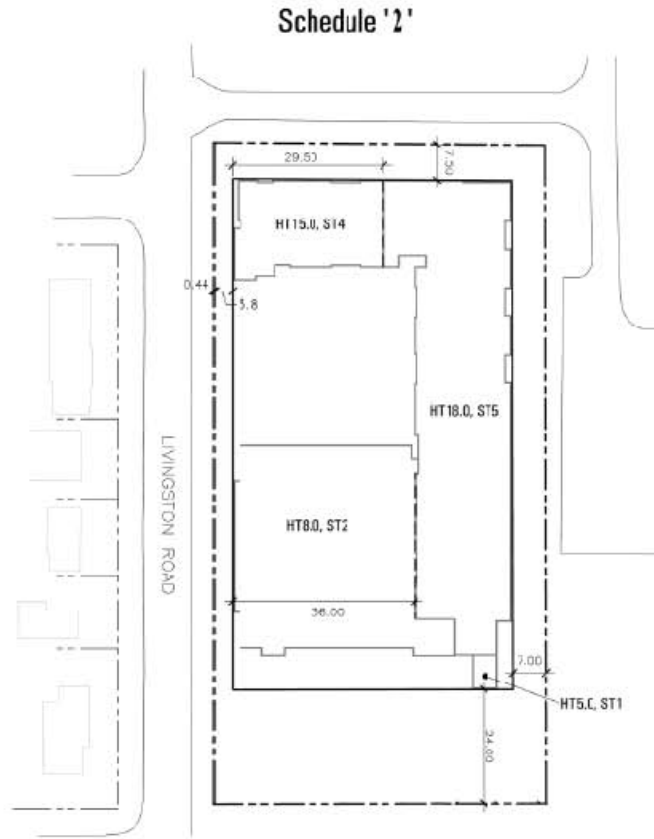 Schedule '2'
29.50
7.50
HT15.0, ST4
0.44
3.8
HT18.0, ST5
LIVINGSTON ROAD
HT8.0, ST2
36.00
7.00
HT5.0, ST1
24.00